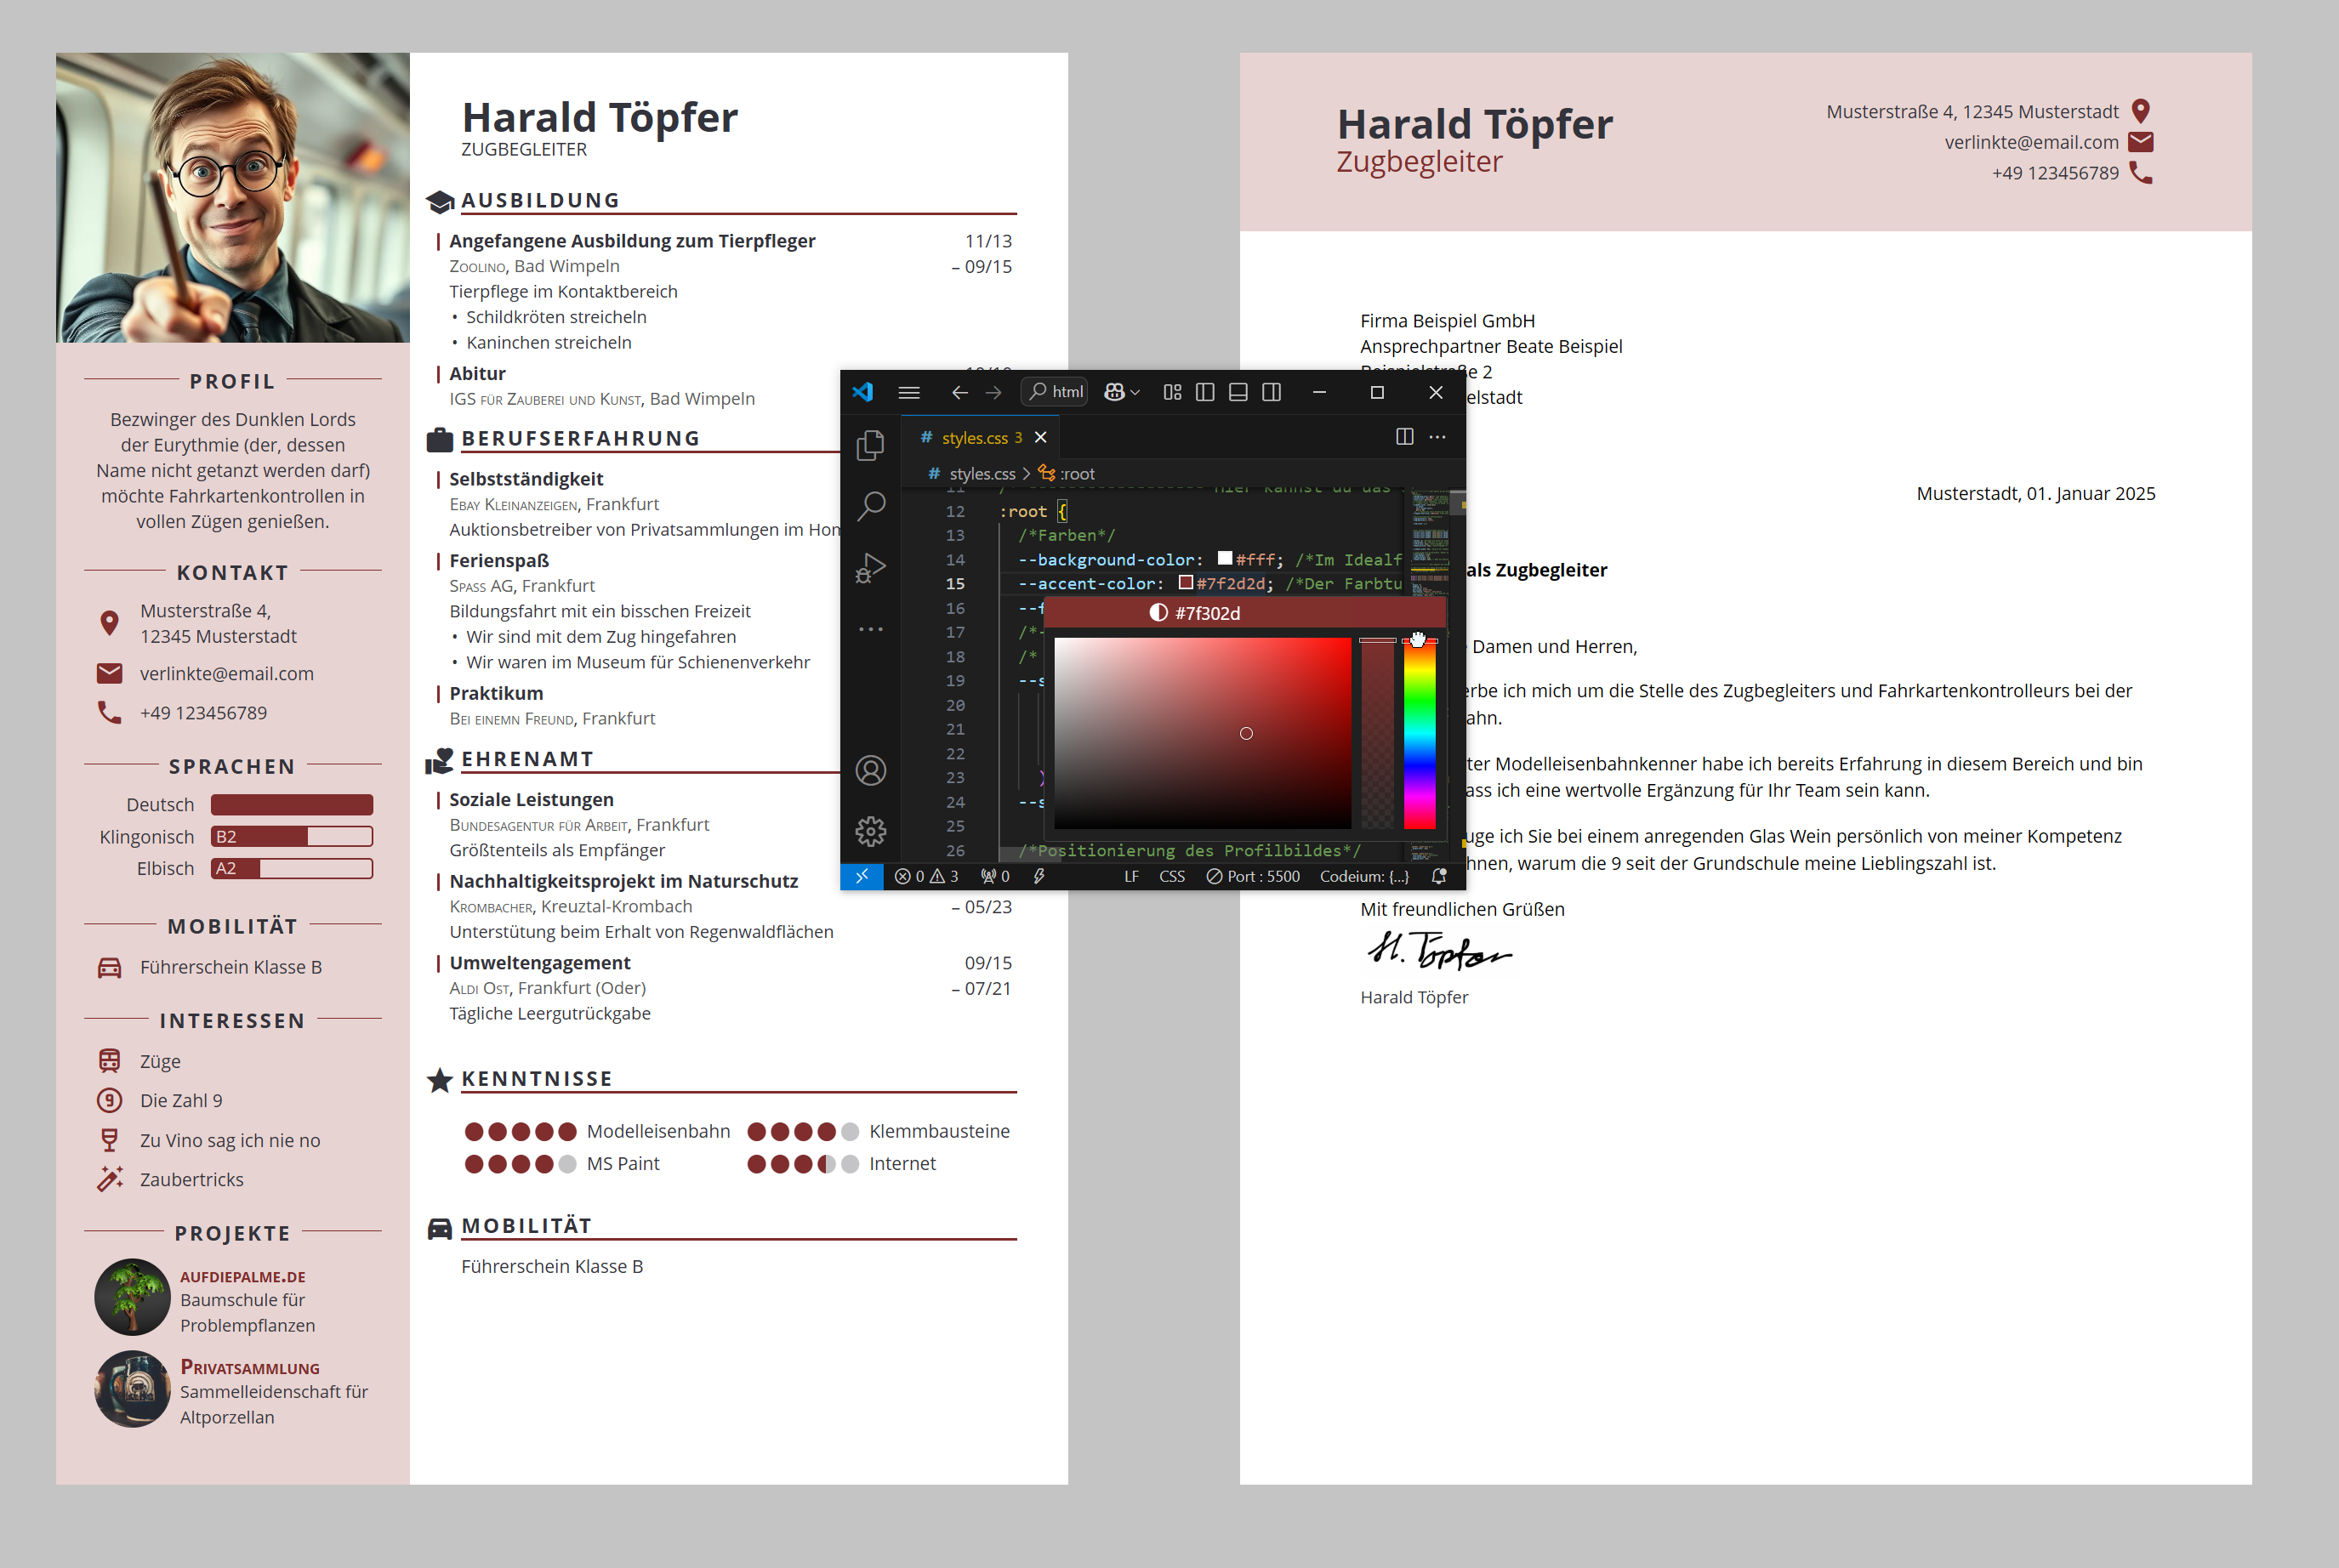 Harald Töpfer
ZUGBEGLEITER
AUSBILDUNG
Angefangene Ausbildung zum Tierpfleger 11/13
Zoolino, Bad Wimpeln – 09/15
Tierpflege im Kontaktbereich
• Schildkröten streicheln
• Kaninchen streicheln
Abitur
IGS für Zauberei und Kunst, Bad Wimpeln
BERUFSERFAHRUNG
Selbstständigkeit
Ebay Kleinanzeigen, Frankfurt
Auktionsbetreiber von Privatsammlungen im
Ferienspaß
Spaß AG, Frankfurt
Bildungsfahrt mit ein bisschen Freizeit
• Wir sind mit dem Zug hingefahren
• Wir waren im Museum für Schienenverkehr
Praktikum
Bei einemn Freund, Frankfurt
EHRENAMT
Soziale Leistungen
Bundesagentur für Arbeit, Frankfurt
Größtenteils als Empfänger
Nachhaltigkeitsprojekt im Naturschutz
Krombacher, Kreuztal-Krombach – 05/23
Unterstütung beim Erhalt von Regenwaldflächen
Umweltengagement 09/15
Aldi Ost, Frankfurt (Oder) – 07/21
Tägliche Leergutrückgabe
KENNTNISSE
Modelleisenbahn Klemmbausteine
MS Paint Internet
MOBILITÄT
Führerschein Klasse B
PROFIL
Bezwinger des Dunklen Lords
der Eurythmie (der, dessen
Name nicht getanzt werden darf)
möchte Fahrkartenkontrollen in
vollen Zügen genießen.
KONTAKT
Musterstraße 4,
12345 Musterstadt
verlinkte@email.com
+49 123456789
SPRACHEN
Deutsch
Klingonisch B2
Elbisch A2
MOBILITÄT
Führerschein Klasse B
INTERESSEN
Züge
9 Die Zahl 9
Zu Vino sag ich nie no
Zaubertricks
PROJEKTE
aufdiepalme.de
Baumschule für
Problempflanzen
Privatsammlung
Sammelleidenschaft für
Altporzellan
html
# styles.css 3
# styles.css > :root
11 Hier kannst du das
12 :root {
13 /*Farben*/
14 --background-color: #fff; /*Im Idealf
15 --accent-color: #7f2d2d; /*Der Farbtu
#7f302d
16 --f
17 /*-
18 /*
19 --s
20
21
22
23 )
24 --s
25
26 /*Positionierung des Profilbildes*/
0 3 0 LF CSS Port : 5500 Codeium: {...}
Harald Töpfer
Zugbegleiter
Musterstraße 4, 12345 Musterstadt
verlinkte@email.com
+49 123456789
Firma Beispiel GmbH
Ansprechpartner Beate Beispiel
Beispielstraße 2
elstadt
Musterstadt, 01. Januar 2025
als Zugbegleiter
Damen und Herren,
erbe ich mich um die Stelle des Zugbegleiters und Fahrkartenkontrolleurs bei der
ahn.
ter Modelleisenbahnkenner habe ich bereits Erfahrung in diesem Bereich und bin
ass ich eine wertvolle Ergänzung für Ihr Team sein kann.
uge ich Sie bei einem anregenden Glas Wein persönlich von meiner Kompetenz
hnen, warum die 9 seit der Grundschule meine Lieblingszahl ist.
Mit freundlichen Grüßen
H. Töpfer
Harald Töpfer